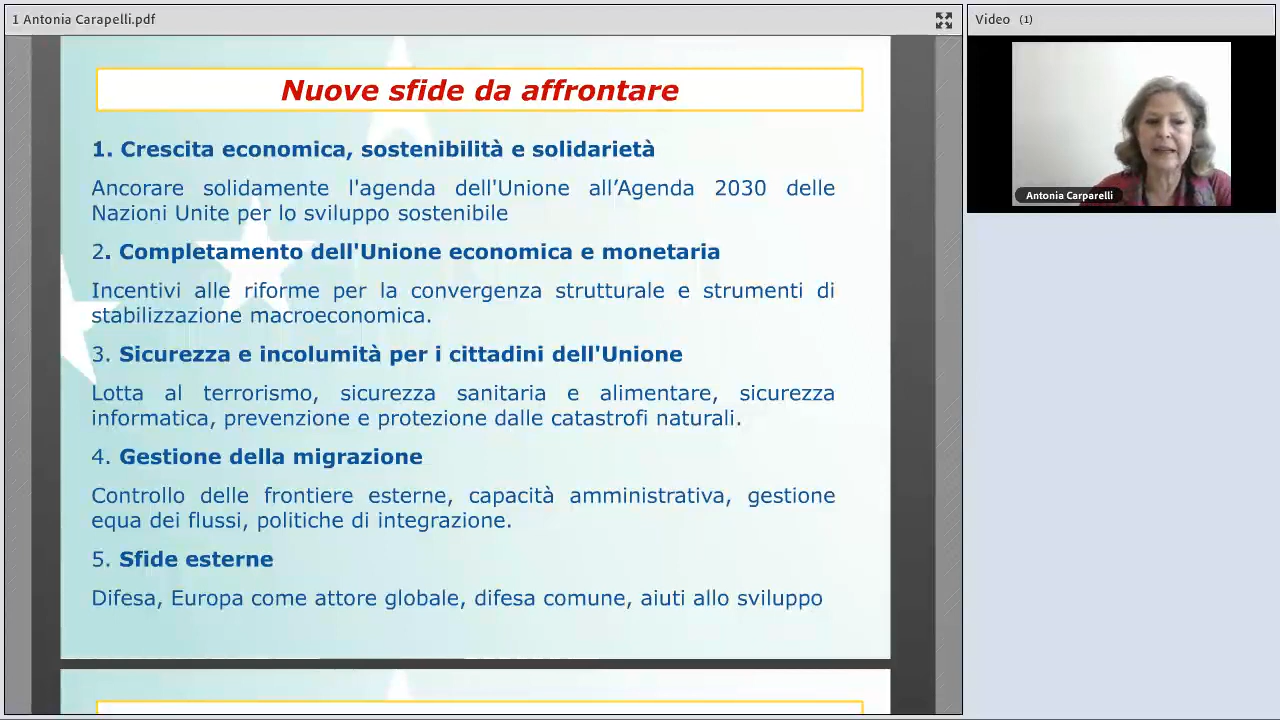 1 Antonia Carapelli.pdf
Video (1)
Nuove sfide da affrontare
1. Crescita economica, sostenibilità e solidarietà
Ancorare solidamente l'agenda dell'Unione all’Agenda 2030 delle
Nazioni Unite per lo sviluppo sostenibile
2. Completamento dell'Unione economica e monetaria
Incentivi alle riforme per la convergenza strutturale e strumenti di
stabilizzazione macroeconomica.
3. Sicurezza e incolumità per i cittadini dell'Unione
Lotta al terrorismo, sicurezza sanitaria e alimentare, sicurezza
informatica, prevenzione e protezione dalle catastrofi naturali.
4. Gestione della migrazione
Controllo delle frontiere esterne, capacità amministrativa, gestione
equa dei flussi, politiche di integrazione.
5. Sfide esterne
Difesa, Europa come attore globale, difesa comune, aiuti allo sviluppo
Antonia Carparelli